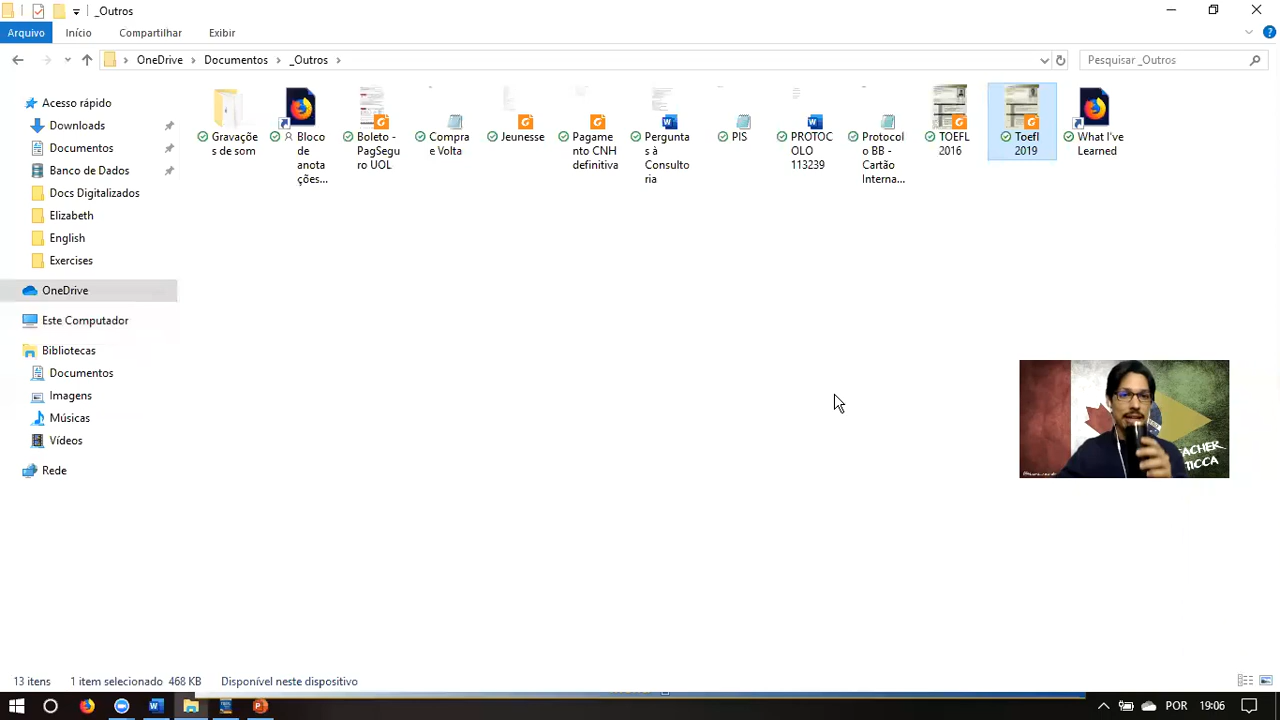 _Outros
Arquivo
Início
Compartilhar
Exibir
OneDrive
Documentos
_Outros
Pesquisar _Outros
Acesso rápido
Downloads
Documentos
Banco de Dados
Docs Digitalizados
Elizabeth
English
Exercises
OneDrive
Este Computador
Bibliotecas
Documentos
Imagens
Músicas
Vídeos
Rede
Gravaçõe
s de som
Bloco
de
anota
ções...
Boleto -
PagSegu
ro UOL
Compra
e Volta
Jeunesse
Pagame
nto CNH
definitiva
Pergunta
s à
Consulto
ria
PIS
PROTOC
OLO
113239
Protocol
o BB -
Cartão
Interna...
TOEFL
2016
Toefl
2019
What I've
Learned
EACHER
TICCA
13 itens
1 item selecionado 468 KB
Disponível neste dispositivo
POR
19:06